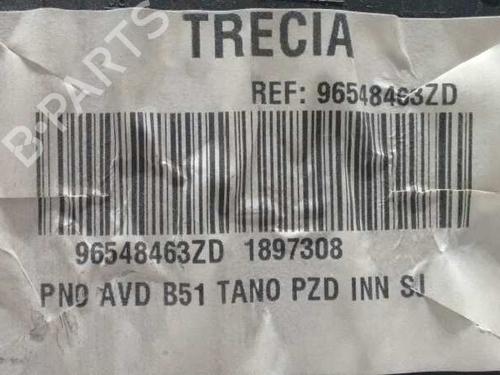 TRECIA
REF: 96548463ZD
96548463ZD 1897308
PNO AVD B51 TANO PZD INN SJ
B-PARTS